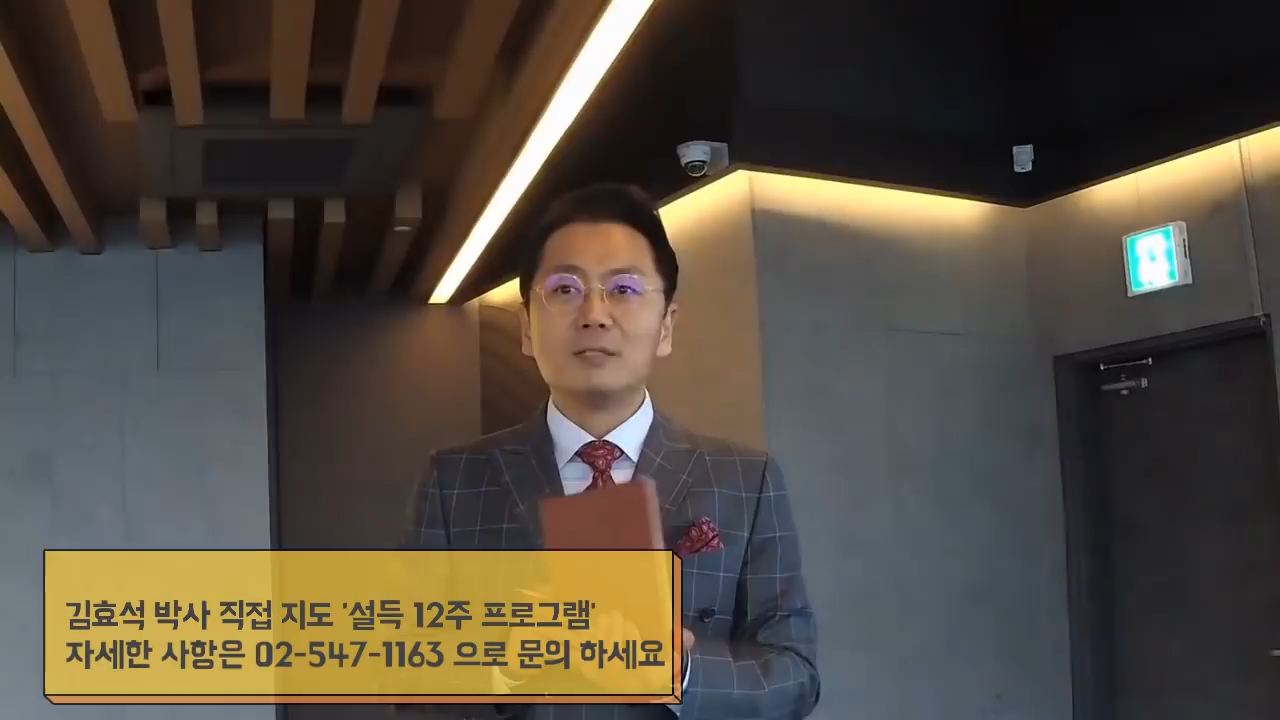 김효석 박사 직접 지도 '설득 12주 프로그램'
자세한 사항은 02-547-1163 으로 문의 하세요